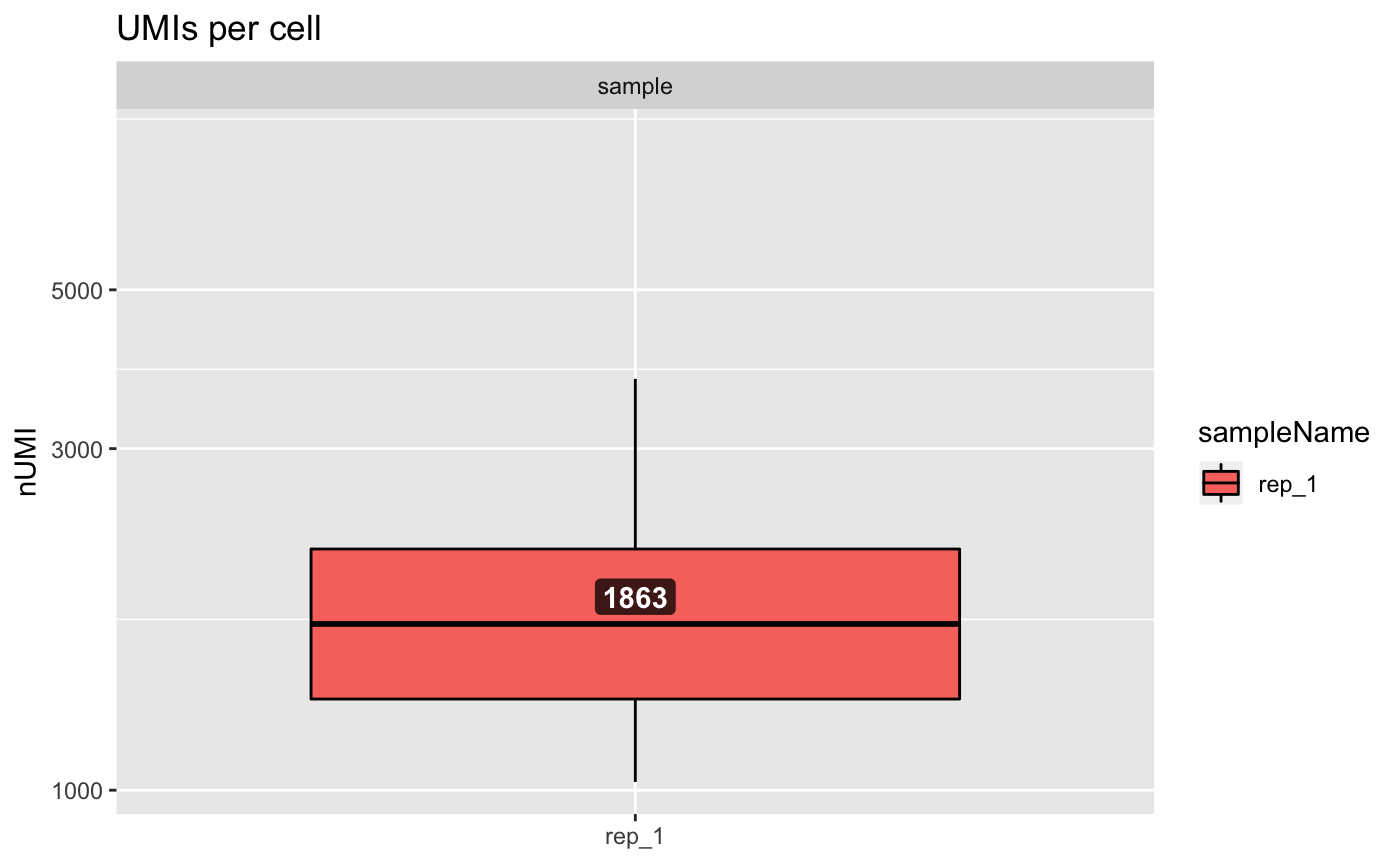 UMIs per cell
sample
5000
3000
1000
nUMI
1863
rep_1
sampleName
rep_1